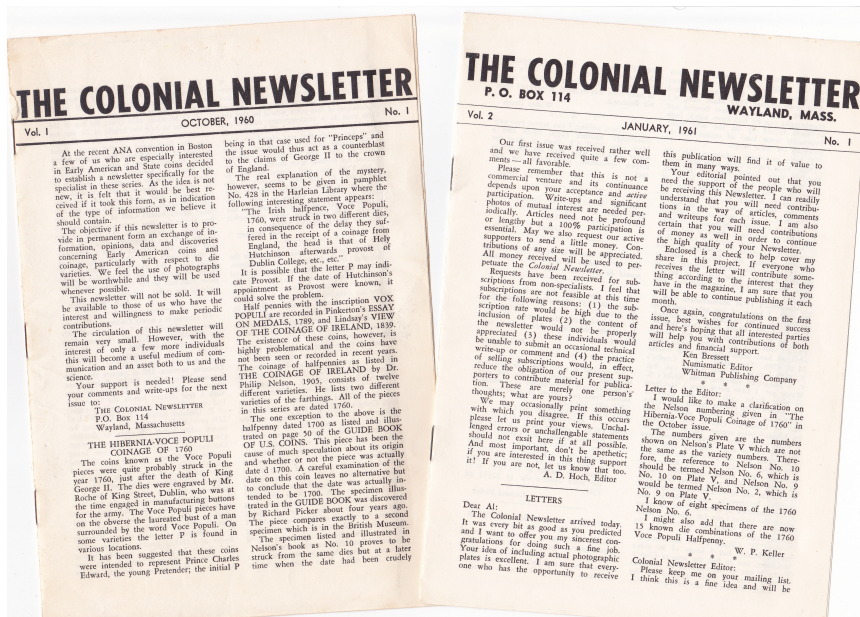 THE COLONIAL NEWSLETTER
Vol. 1
OCTOBER, 1960
No. 1
At the recent ANA convention in Boston
a few of us who are especially interested
in Early American and State coins decided
to establish a newsletter specifically for the
specialist in these series. As the idea is not
new, it is felt that it would be best re-
ceived if it took this form, as in indication
of the type of information we believe it
should contain.
The objective if this newsletter is to pro-
vide in permanent form an exchange of in-
formation, opinions, data and discoveries
concerning Early American coins and
coinage, particularly with respect to die
varieties. We feel the use of photographs
will be worthwhile and they will be used
whenever possible.
This newsletter will not be sold. It will
be available to those of us who have the
interest and willingness to make periodic
contributions.
The circulation of this newsletter will
remain very small. However, with the
interest of only a few more individuals
this will become a useful medium of com-
munication and an asset both to us and the
science.
Your support is needed! Please send
your comments and write-ups for the next
issue to:
THE COLONIAL NEWSLETTER
P.O. Box 114
Wayland, Massachusetts
THE HIBERNIA-VOCE POPULI
COINAGE OF 1760
The coins known as the Voce Populi
pieces were quite probably struck in the
year 1760, just after the death of King
George II. The dies were engraved by Mr.
Roche of King Street, Dublin, who was at
the time engaged in manufacturing buttons
for the army. The Voce Populi pieces have
on the obverse the laureated bust of a man
surrounded by the word Voce Populi. On
some varieties the letter P is found in
various locations.
It has been suggested that these coins
were intended to represent Prince Charles
Edward, the young Pretender; the initial P
being in that case used for "Princeps" and
the issue would thus act as a counterblast
to the claims of George II to the crown
of England.
The real explanation of the mystery,
however, seems to be given in pamphlet
No. 428 in the Harleian Library where the
following interesting statement appears:
"The Irish halfpence, Voce Populi,
1760, were struck in two different dies,
in consequence of the delay they suf-
fered in the receipt of a coinage from
England, the head is that of Hely
Hutchinson afterwards provost of
Dublin College, etc., etc."
It is possible that the letter P may indi-
cate Provost. If the date of Hutchinson's
appointment as Provost were known, it
could solve the problem.
Half pennies with the inscription VOX
POPULI are recorded in Pinkerton's ESSAY
ON MEDALS, 1789, and Lindsay's VIEW
OF THE COINAGE OF IRELAND, 1839.
The existence of these coins, however, is
highly problematical and the coins have
not been seen or recorded in recent years.
The coinage of halfpennies as listed in
THE COINAGE OF IRELAND by Dr.
Philip Nelson, 1905, consists of twelve
different varieties. He lists two different
varieties of the farthings. All of the pieces
in this series are dated 1760.
The one exception to the above is the
halfpenny dated 1700 as listed and illus-
trated on page 50 of the GUIDE BOOK
OF U.S. COINS. This piece has been the
cause of much speculation about its origin
and whether or not the piece was actually
date d 1700. A careful examination of the
date on this coin leaves no alternative but
to conclude that the date was actually in-
tended to be 1700. The specimen illus-
trated in the GUIDE BOOK was discovered
by Richard Picker about four years ago.
The piece compares exactly to a second
specimen which is in the British Museum.
The specimen listed and illustrated in
Nelson's book as No. 10 proves to be
struck from the same dies but at a later
time when the date had been crudely
THE COLONIAL NEWSLETTER
P. O. BOX 114
WAYLAND, MASS.
Vol. 2
JANUARY, 1961
No. 1
Our first issue was received rather well
and we have received quite a few com-
ments — all favorable.
Please remember that this is not a
commercial venture and its continuance
depends upon your acceptance and active
participation. Write-ups and significant
photos of mutual interest are needed per-
iodically. Articles need not be profound
or lengthy but a 100% participation is
essential. May we also request our active
supporters to send a little money. Con-
tributions of any size will be appreciated.
All money received will be used to per-
petuate the Colonial Newsletter.
Requests have been received for sub-
scriptions from non-specialists. I feel that
subscriptions are not feasible at this time
for the following reasons: (1) the sub-
scription rate would be high due to the
inclusion of plates (2) the content of
the newsletter would not be properly
appreciated (3) these individuals would
be unable to submit an occasional technical
write-up or comment and (4) the practice
of selling subscriptions would, in effect,
reduce the obligation of our present sup-
porters to contribute material for publica-
tion. These are merely one person's
thoughts; what are yours?
We may occasionally print something
with which you disagree. If this occurs
please let us print your views. Unchal-
lenged errors or unchallengable statements
should not exsit here if at all possible.
And most important, don't be apethetic;
if you are interested in this thing support
it! If you are not, let us know that too.
A. D. Hoch, Editor
LETTERS
Dear Al:
The Colonial Newsletter arrived today.
It was every bit as good as you predicted
and I want to offer you my sincerest con-
gratulations for doing such a fine job.
Your idea of including actual photographic
plates is excellent. I am sure that every-
one who has the opportunity to receive
this publication will find it of value to
them in many ways.
Your editorial pointed out that you
need the support of the people who will
be receiving this Newsletter. I can readily
understand that you will need contribu-
tions in the way of articles, comments
and writeups for each issue. I am also
certain that you will need contributions
of money as well in order to continue
the high quality of your Newsletter.
Enclosed is a check to help cover my
share in this project. If everyone who
receives the letter will contribute some-
thing according to the interest that they
have in the magazine, I am sure that you
will be able to continue publishing it each
month.
Once again, congratulations on the first
issue, best wishes for continued success
and here's hoping that all interested parties
will help you with contributions of both
articles and financial support.
Ken Bressett
Numismatic Editor
Whitman Publishing Company
* * *
Letter to the Editor:
I would like to make a clarification on
the Nelson numbering given in "The
Hibernia-Voce Populi Coinage of 1760" in
the October issue.
The numbers given are the numbers
shown on Nelson's Plate V which are not
the same as the variety numbers. There-
fore, the reference to Nelson No. 10
should be termed Nelson No. 6, which is
No. 10 on Plate V, and Nelson No. 9
would be termed Nelson No. 2, which is
No. 9 on Plate V.
I know of eight specimens of the 1760
Nelson No. 6.
I might also add that there are now
15 known die combinations of the 1760
Voce Populi Halfpenny.
W. P. Keller
* * *
Colonial Newsletter Editor:
Please keep me on your mailing list.
I think this is a fine idea and will be